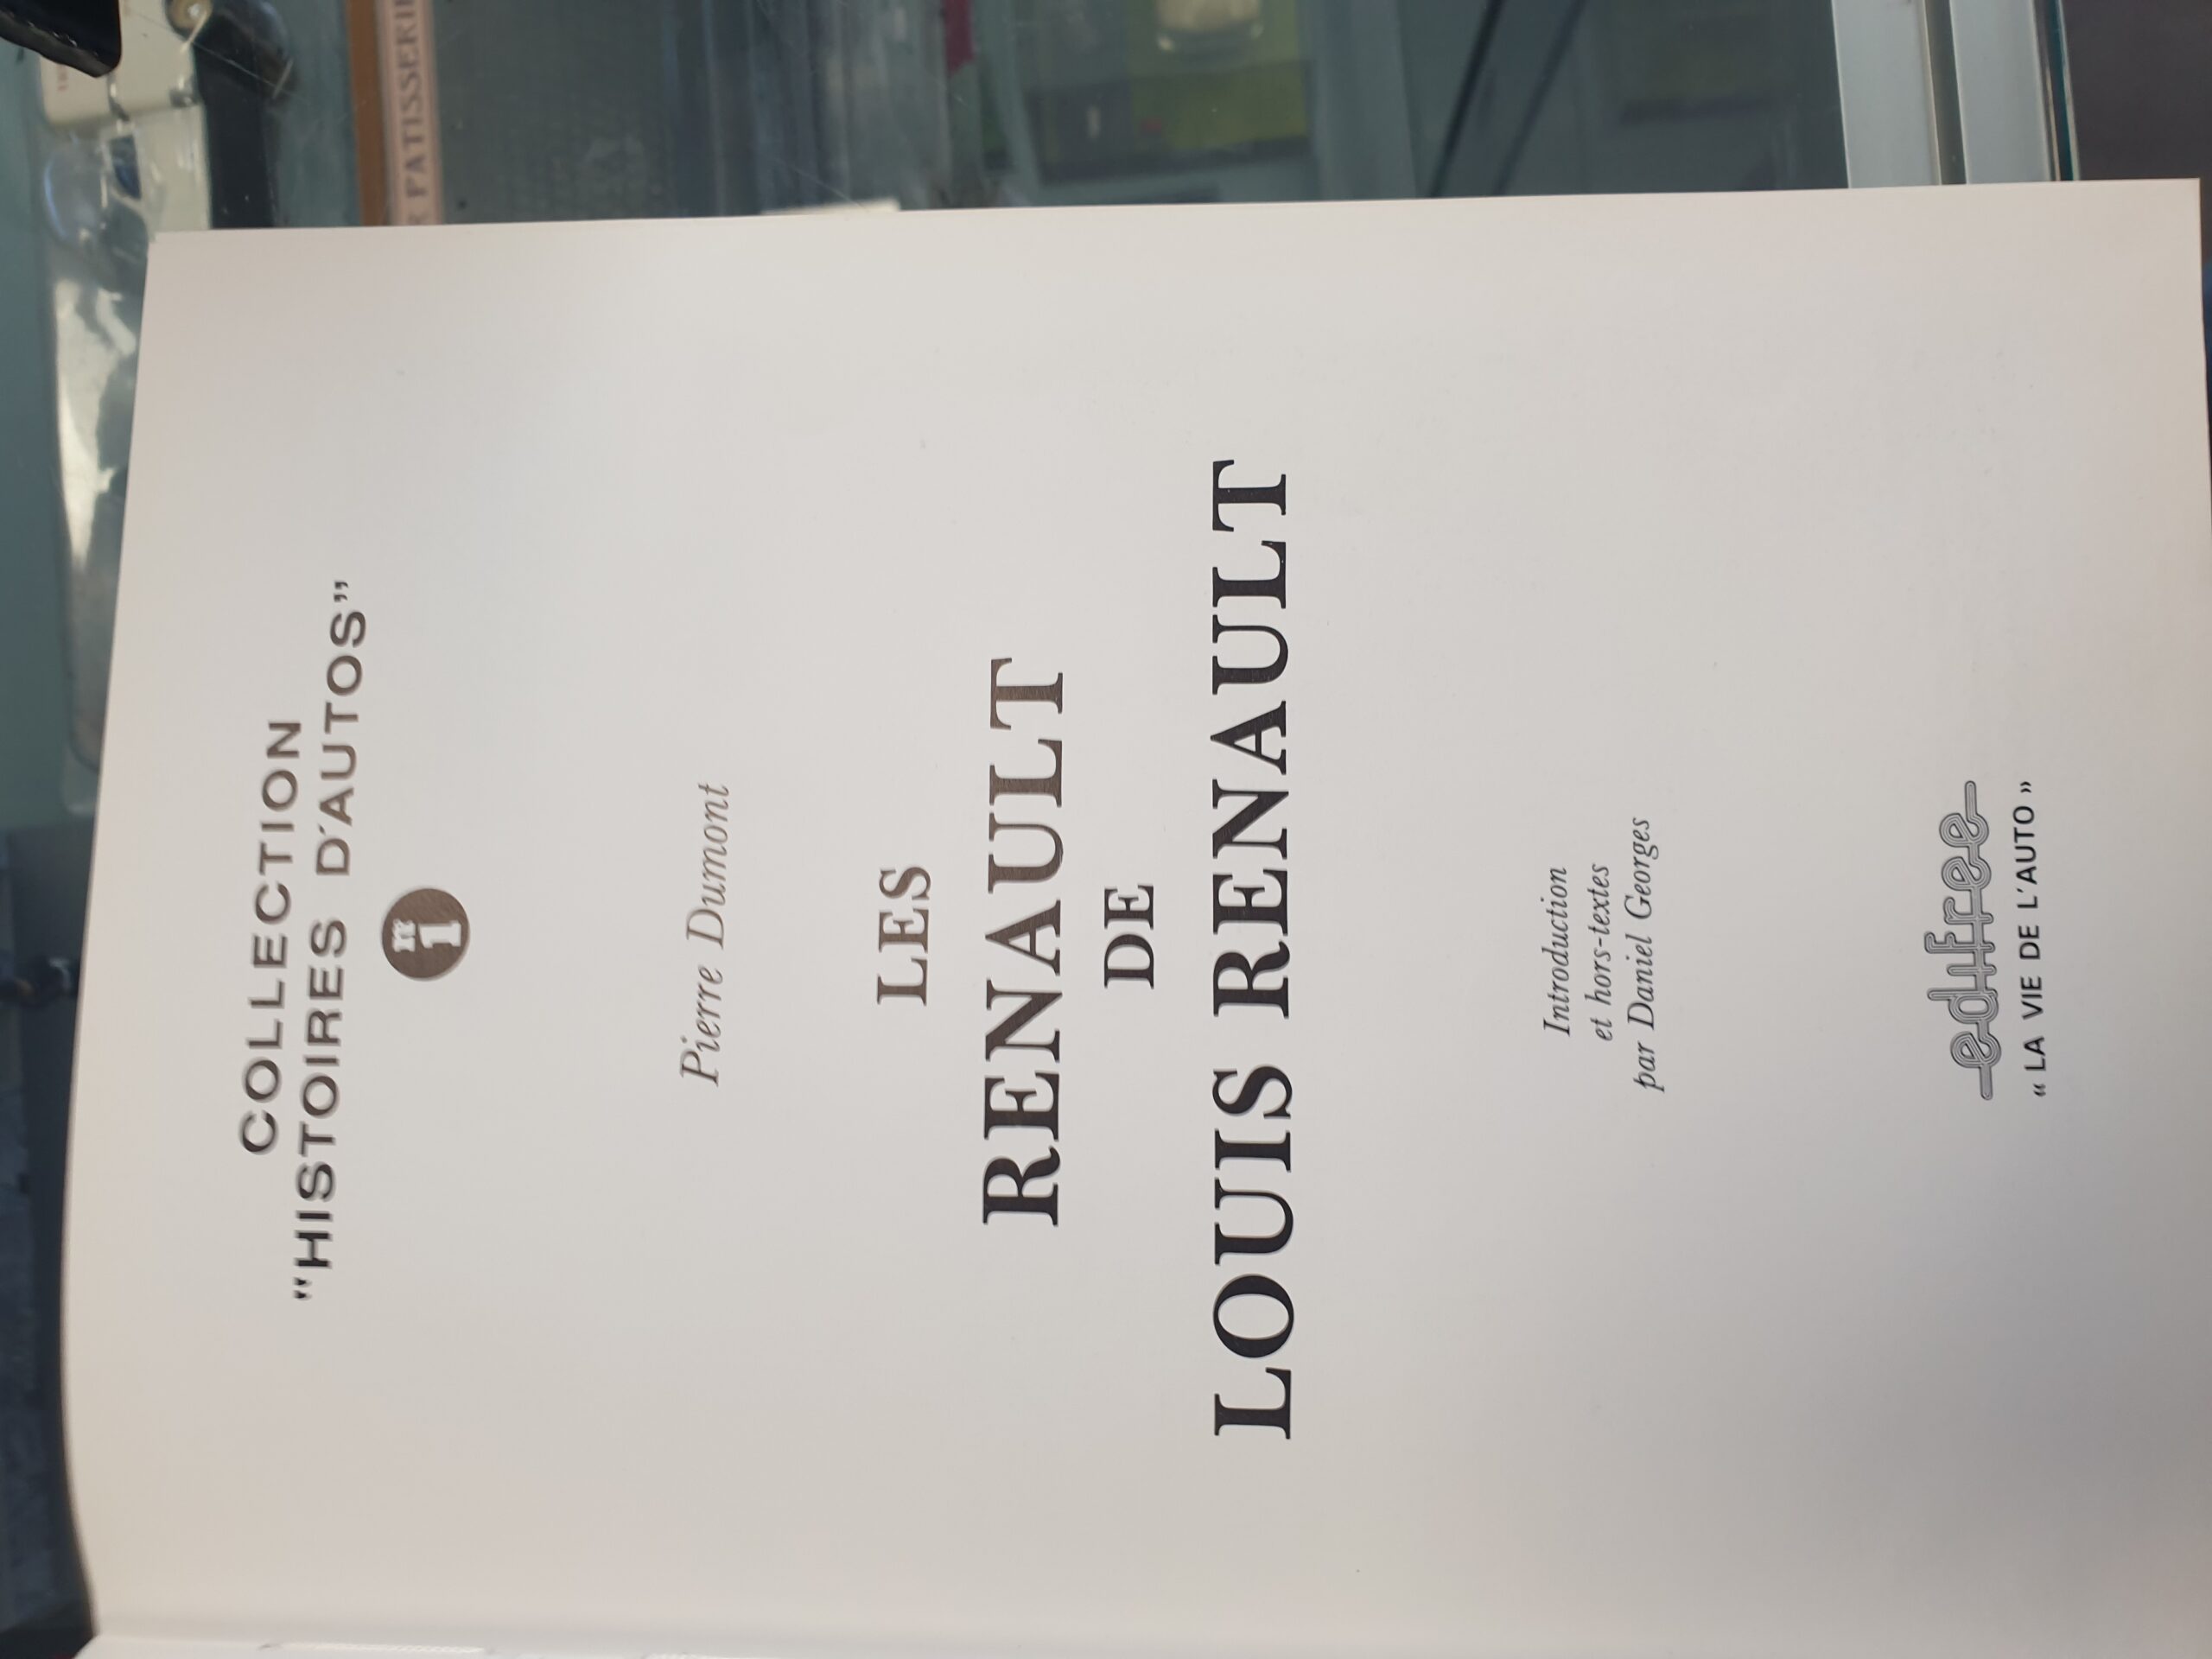 COLLECTION
"HISTOIRES D'AUTOS"
n° 1
Pierre Dumont
LES
RENAULT
DE
LOUIS RENAULT
Introduction
et hors-textes
par Daniel Georges
edifree
« LA VIE DE L'AUTO »
PATISSERIE